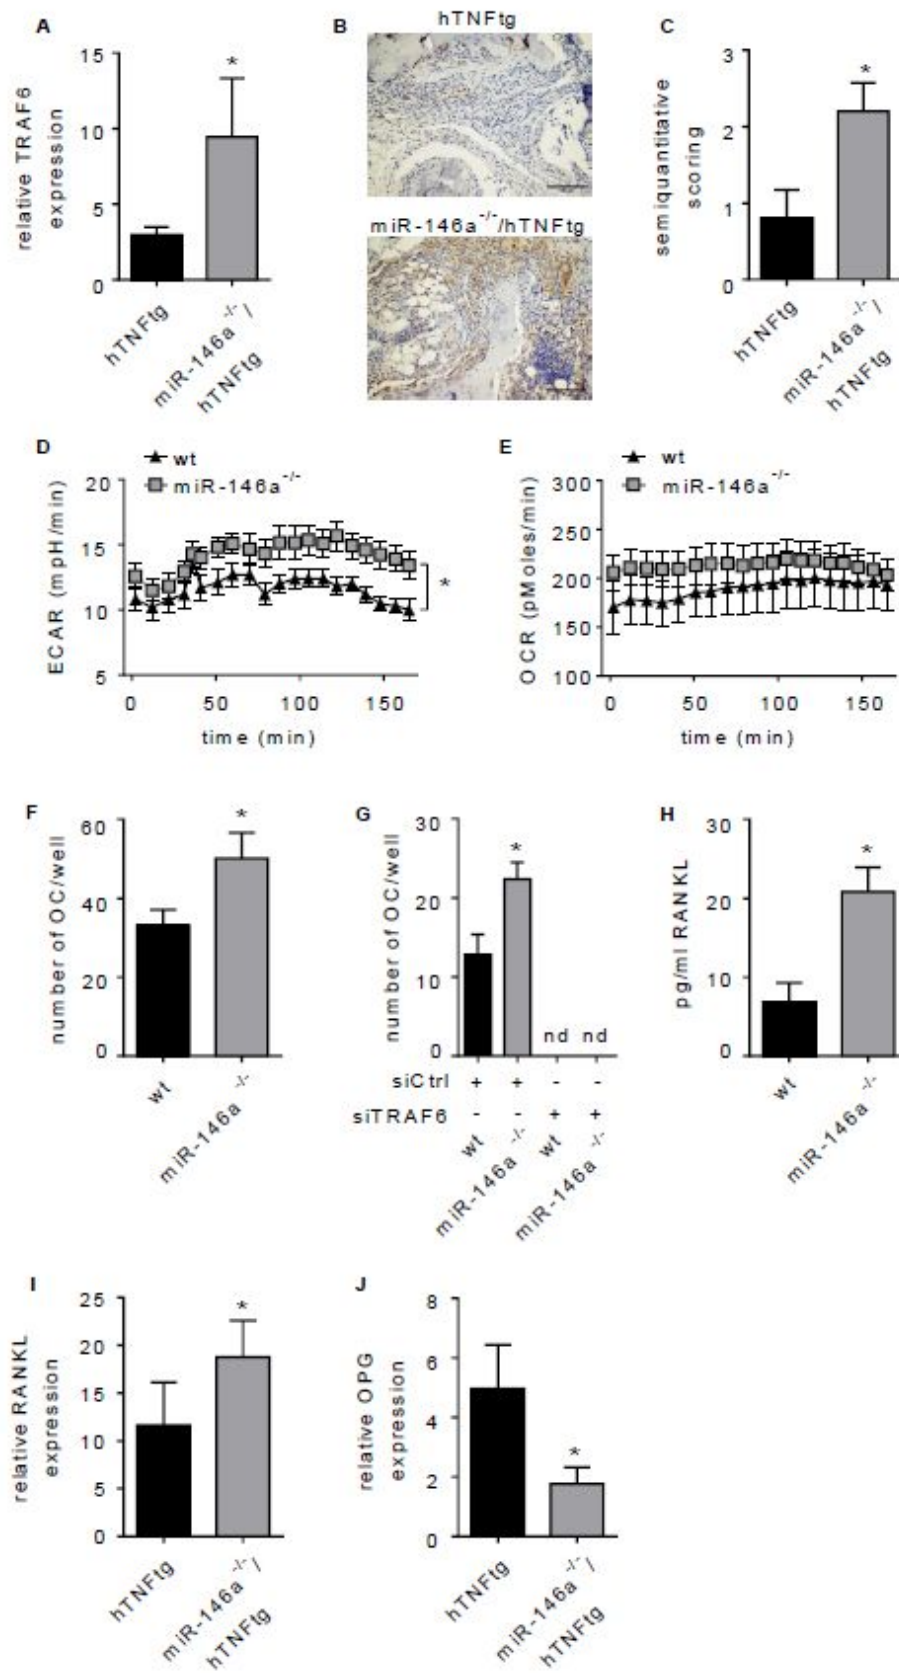 A
relative TRAF6
expression
15
10
5
0
*
hTNFtg
miR-146a-/-/
hTNFtg
B
hTNFtg
miR-146a-/-/hTNFtg
C
semiquantitative
scoring
3
2
1
0
*
hTNFtg
miR-146a-/-/
hTNFtg
D
wt
miR-146a-/-
ECAR (mpH/min)
20
15
10
5
*
0 50 100 150
time (min)
E
wt
miR-146a-/-
OCR (pMoles/min)
300
250
200
150
100
0 50 100 150
time (min)
F
number of OC/well
60
40
20
0
*
wt
miR-146a-/-
G
number of OC/well
30
20
10
0
*
nd nd
siCtrl + + - -
siTRAF6 - - + +
wt
miR-146a-/-
wt
miR-146a-/-
H
pg/ml RANKL
30
20
10
0
*
wt
miR-146a-/-
I
relative RANKL
expression
25
20
15
10
5
0
*
hTNFtg
miR-146a-/-/
hTNFtg
J
relative OPG
expression
8
6
4
2
0
*
hTNFtg
miR-146a-/-/
hTNFtg